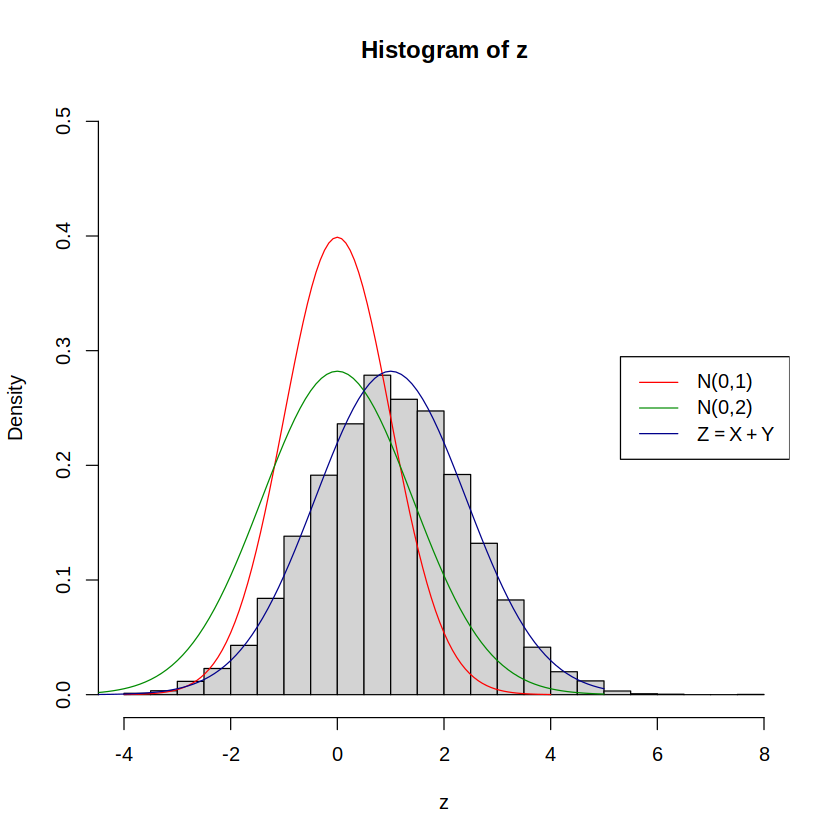 Histogram of z
Density
0.5
0.4
0.3
0.2
0.1
0.0
N(0,1)
N(0,2)
Z = X + Y
-4 -2 0 2 4 6 8
z